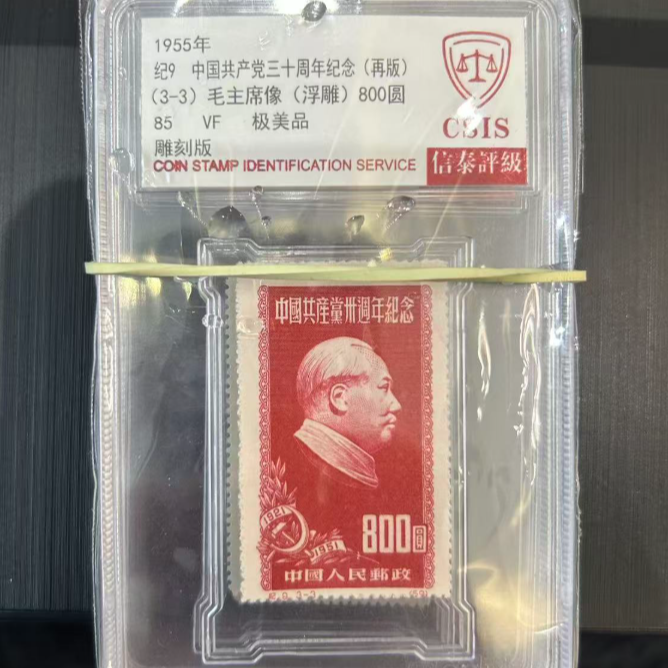 1955年
纪9 中国共产党三十周年纪念（再版）
（3-3）毛主席像（浮雕）800圆
85 VF 极美品
雕刻版
COIN STAMP IDENTIFICATION SERVICE
CSIS
信泰評級
中國共産黨卅週年紀念
1921
1951
800圓
中國人民郵政
3-3